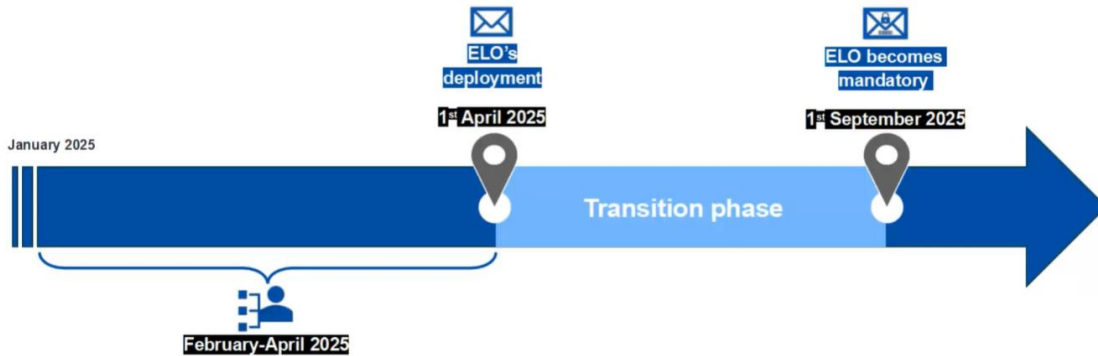 ELO's
deployment
1st April 2025
ELO becomes
mandatory
1st September 2025
January 2025
Transition phase
February-April 2025